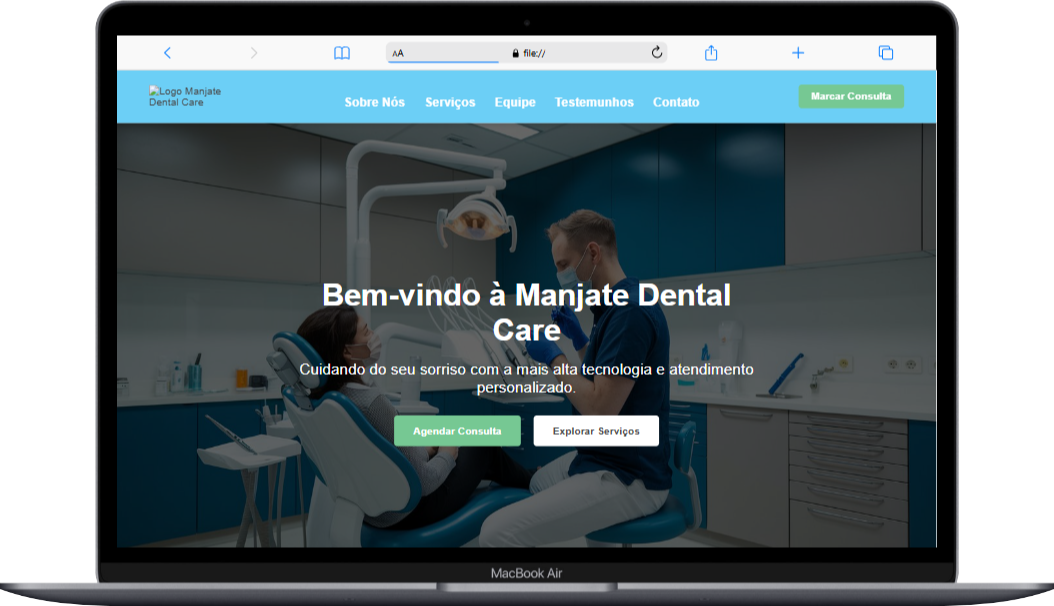 AA file://
Logo Manjate
Dental Care
Sobre Nós Serviços Equipe Testemunhos Contato
Marcar Consulta
Bem-vindo à Manjate Dental
Care
Cuidando do seu sorriso com a mais alta tecnologia e atendimento
personalizado.
Agendar Consulta Explorar Serviços
MacBook Air